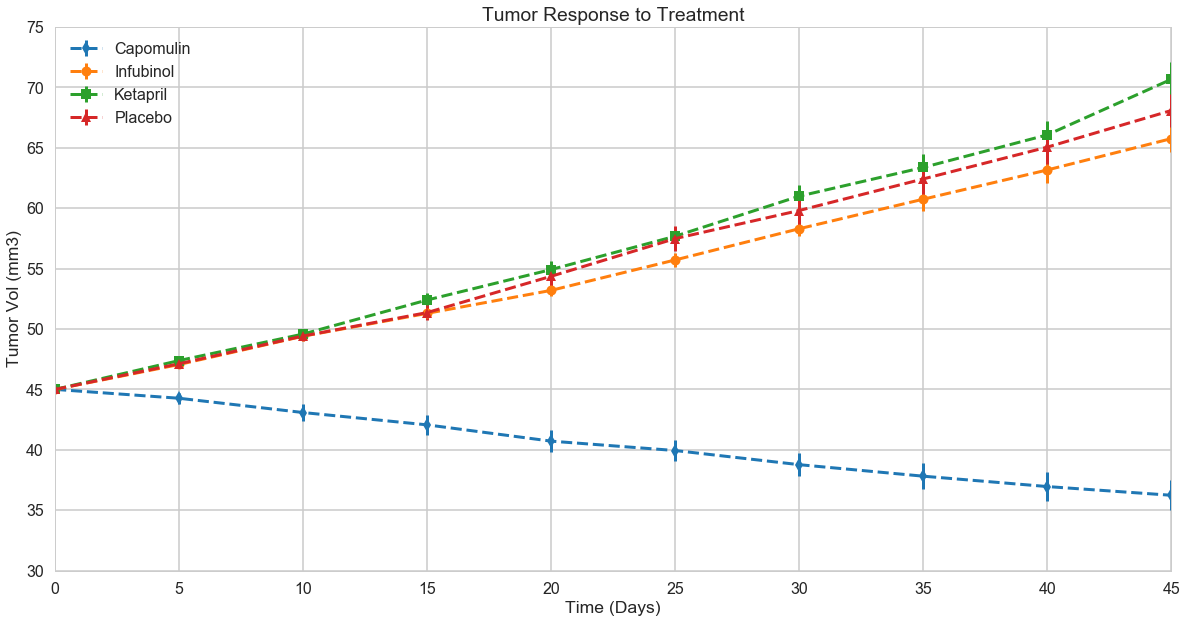 Tumor Response to Treatment
75
70
65
60
55
50
45
40
35
30
Tumor Vol (mm3)
Capomulin
Infubinol
Ketapril
Placebo
0 5 10 15 20 25 30 35 40 45
Time (Days)